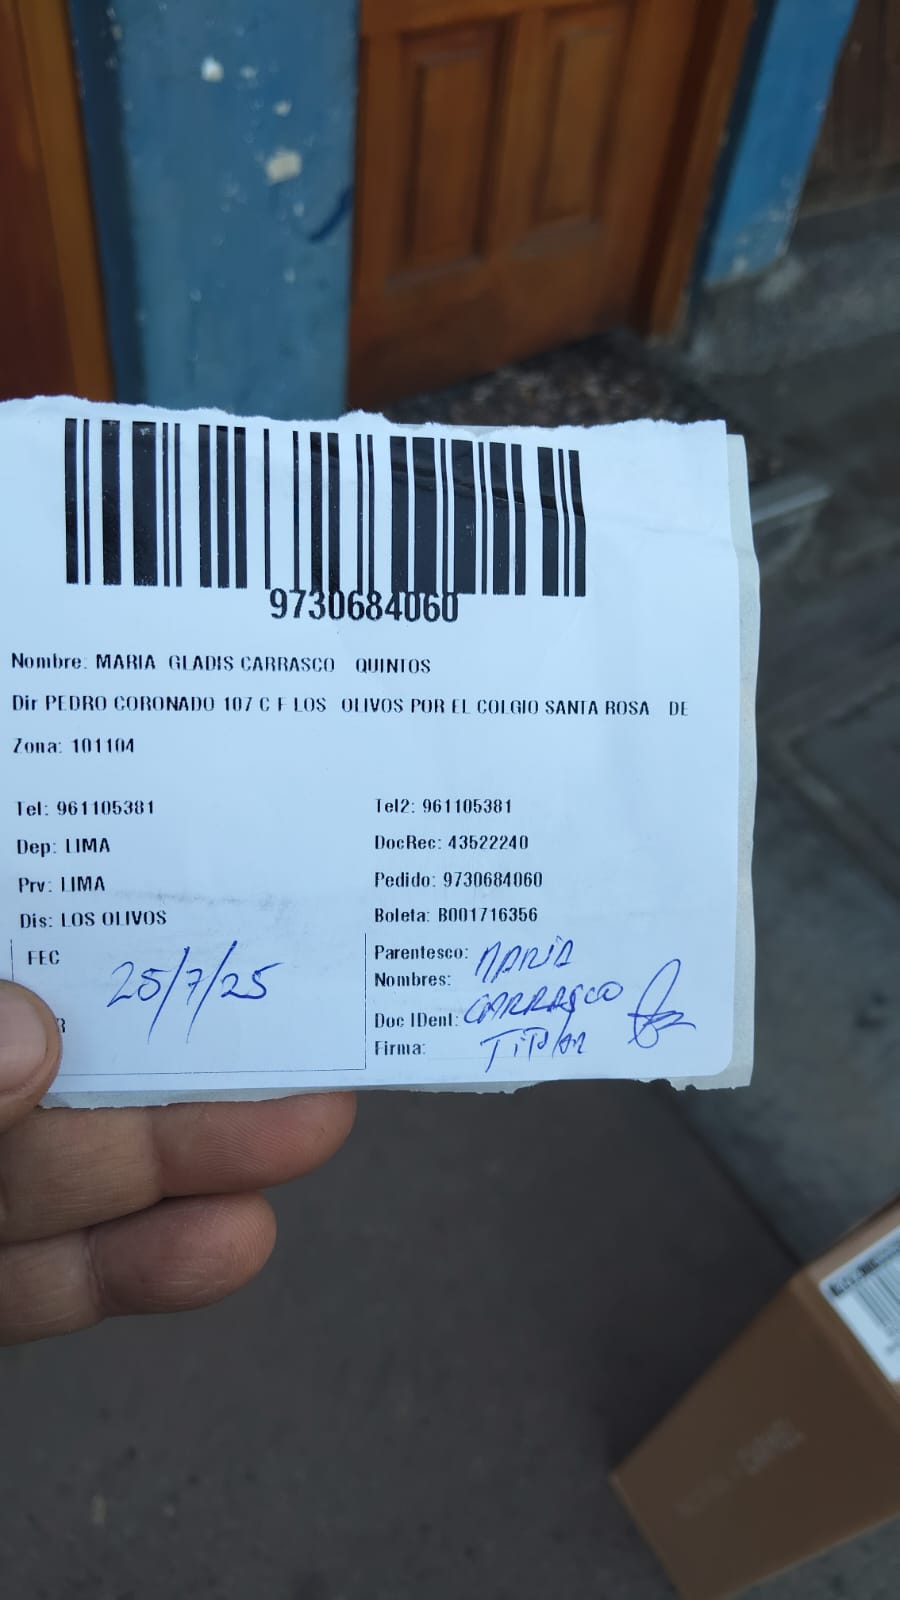 9730684060
Nombre: MARIA GLADIS CARRASCO QUINTOS
Dir PEDRO CORONADO 107 C F LOS OLIVOS POR EL COLGIO SANTA ROSA DE
Zona: 101104
Tel: 961105381 Tel2: 961105381
Dep: LIMA DocRec: 43522240
Prv: LIMA Pedido: 9730684060
Dis: LOS OLIVOS Boleta: B001716356
FEC 25/7/25
Parentesco: MARIA
Nombres: CARRASCO
Doc IDent:
Firma: TITULAR